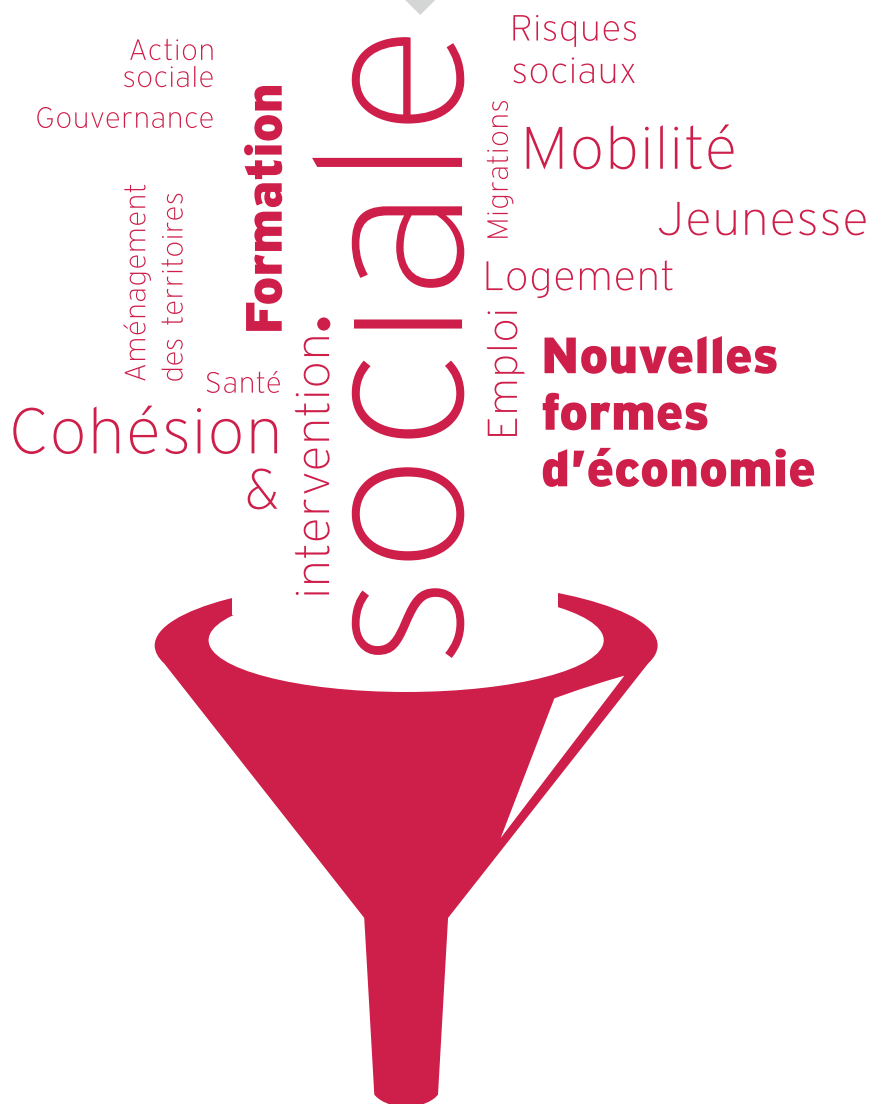 Action
sociale
Gouvernance
Formation
Aménagement
des territoires
Santé
Cohésion
&
intervention.
sociale
Risques
sociaux
Migrations
Mobilité
Jeunesse
Logement
Emploi
Nouvelles
formes
d'économie